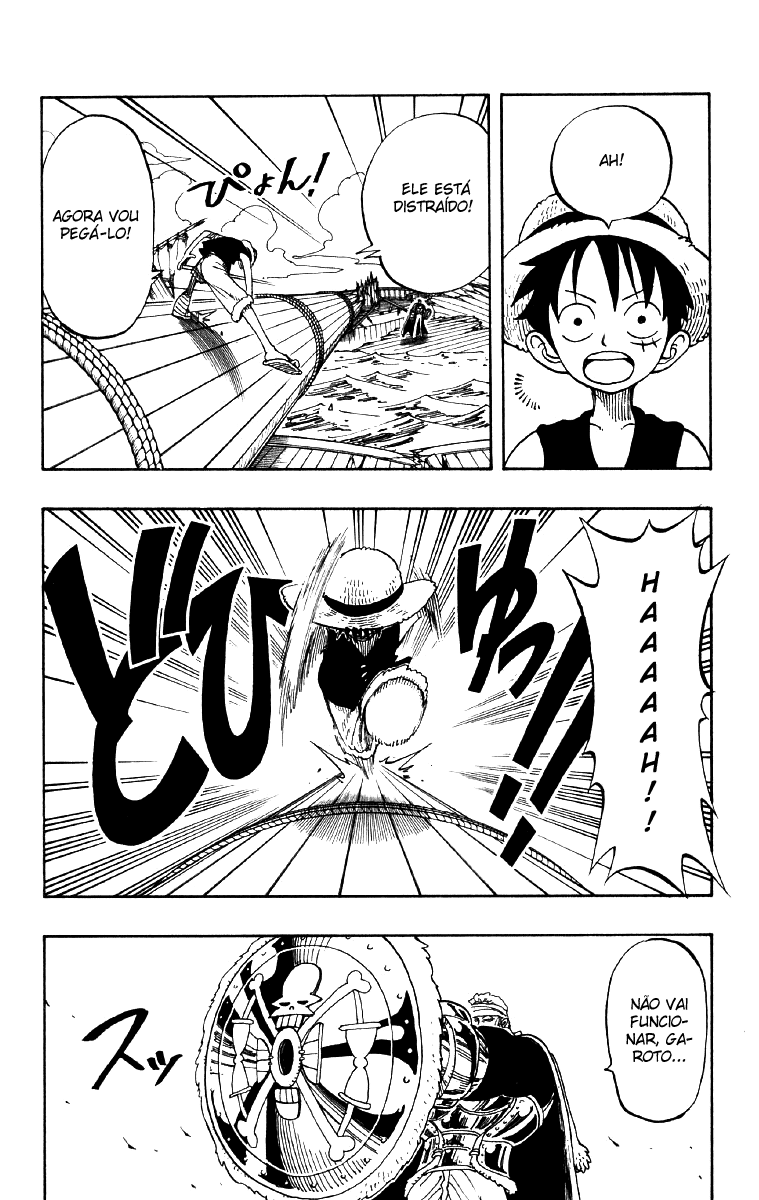 AH!
ELE ESTÁ
DISTRAÍDO!
ぴょん!
AGORA VOU
PEGÁ-LO!
HAAAAAAH!!
どひゅっ!!
NÃO VAI
FUNCIO-
NAR, GA-
ROTO...
スッ